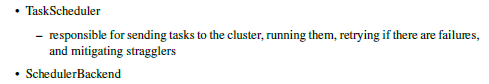 • TaskScheduler
– responsible for sending tasks to the cluster, running them, retrying if there are failures,
and mitigating stragglers
• SchedulerBackend